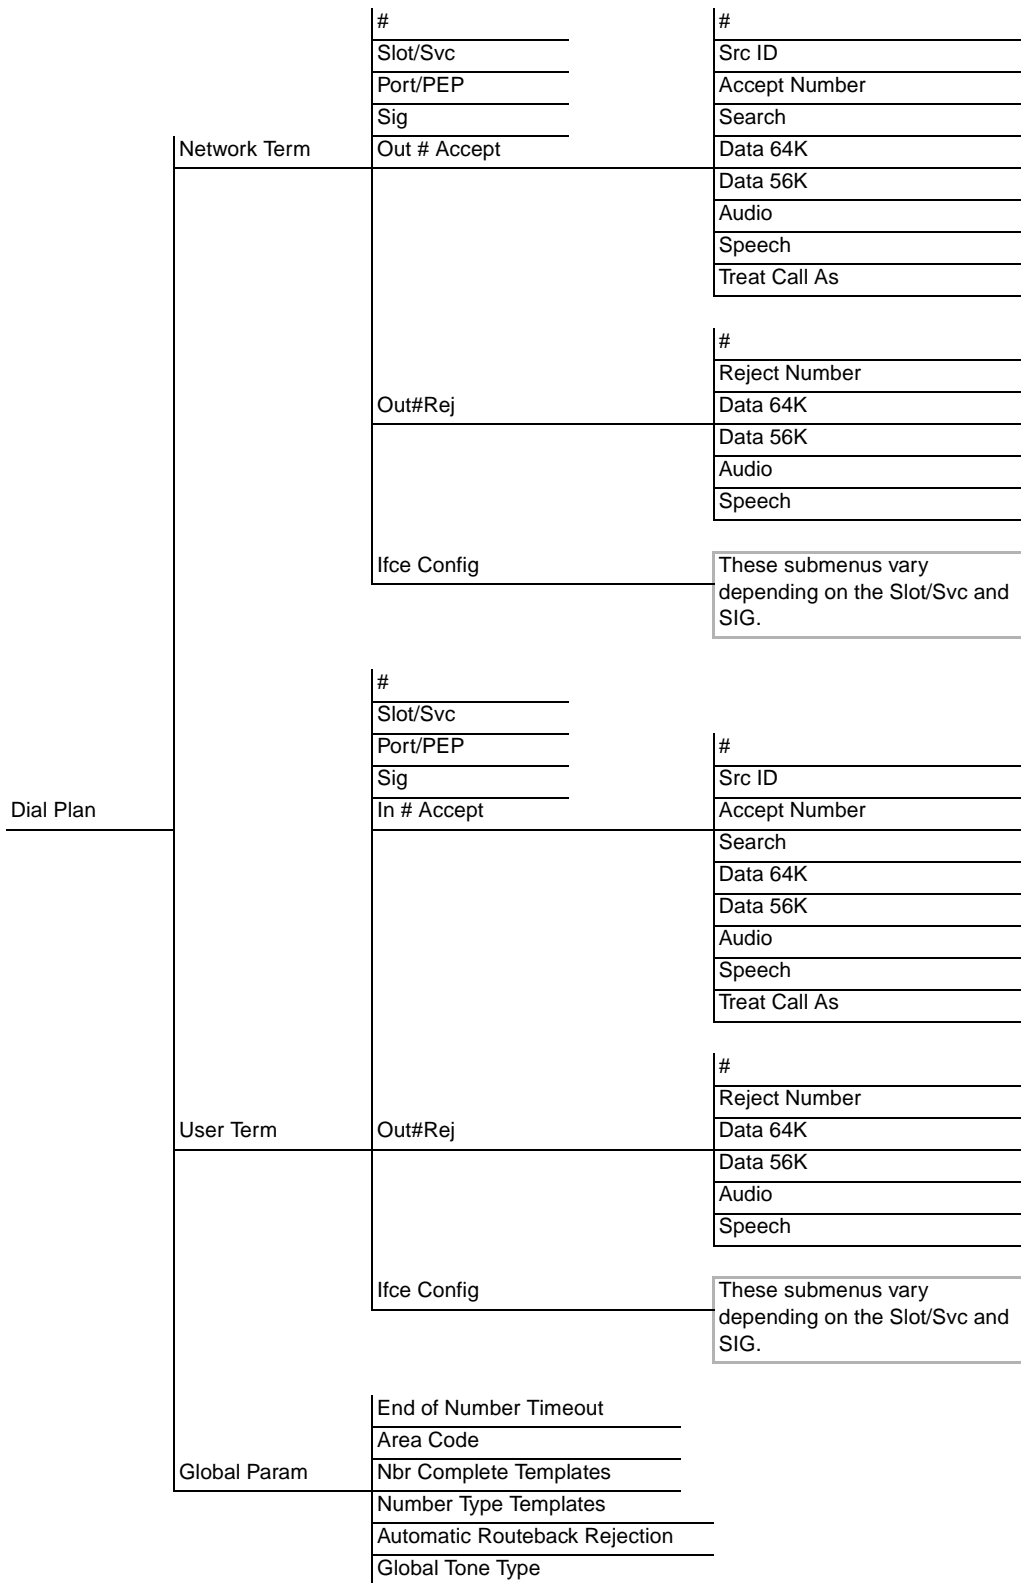 #
Slot/Svc
Port/PEP
Sig
Network Term
Out # Accept
#
Src ID
Accept Number
Search
Data 64K
Data 56K
Audio
Speech
Treat Call As
Out#Rej
#
Reject Number
Data 64K
Data 56K
Audio
Speech
Ifce Config
These submenus vary
depending on the Slot/Svc and
SIG.
Dial Plan
#
Slot/Svc
Port/PEP
Sig
In # Accept
#
Src ID
Accept Number
Search
Data 64K
Data 56K
Audio
Speech
Treat Call As
User Term
Out#Rej
#
Reject Number
Data 64K
Data 56K
Audio
Speech
Ifce Config
These submenus vary
depending on the Slot/Svc and
SIG.
Global Param
End of Number Timeout
Area Code
Nbr Complete Templates
Number Type Templates
Automatic Routeback Rejection
Global Tone Type